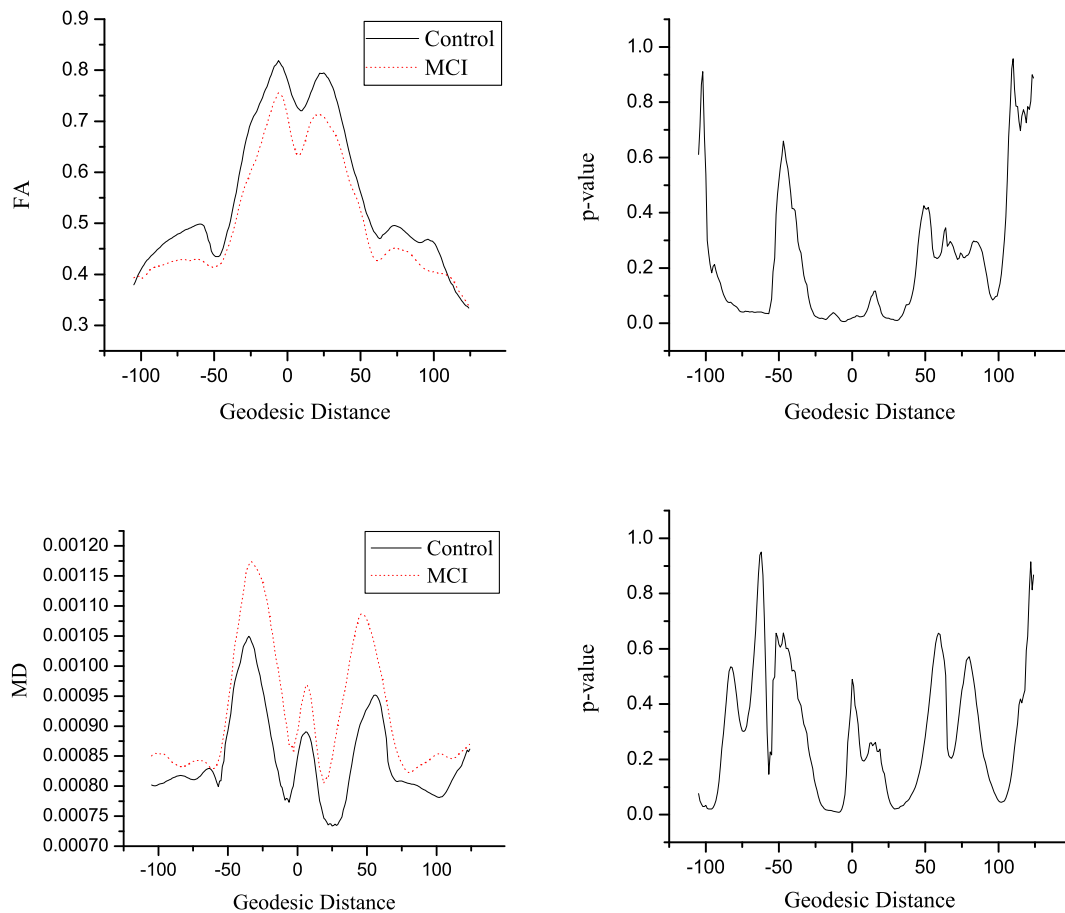 0.9
0.8
0.7
0.6
0.5
0.4
0.3
FA
Control
MCI
-100 -50 0 50 100
Geodesic Distance
1.0
0.8
0.6
0.4
0.2
0.0
p-value
-100 -50 0 50 100
Geodesic Distance
0.00120
0.00115
0.00110
0.00105
0.00100
0.00095
0.00090
0.00085
0.00080
0.00075
0.00070
MD
Control
MCI
-100 -50 0 50 100
Geodesic Distance
1.0
0.8
0.6
0.4
0.2
0.0
p-value
-100 -50 0 50 100
Geodesic Distance